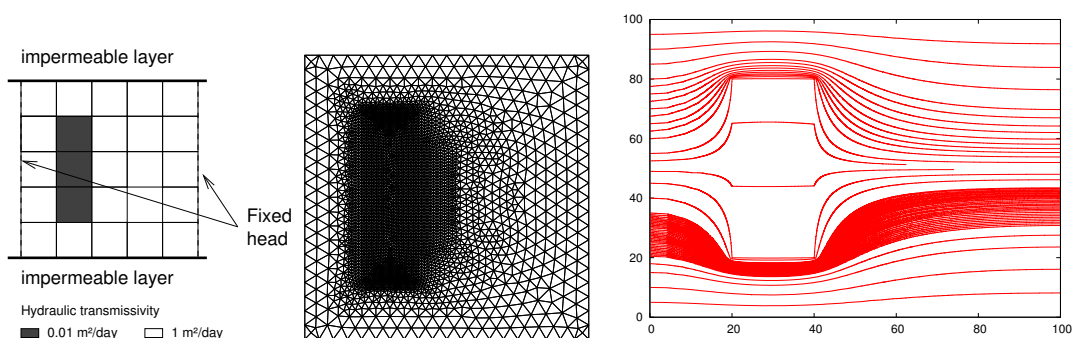 impermeable layer
Fixed
head
impermeable layer
Hydraulic transmissivity
0.01 m²/day 1 m²/day
100
80
60
40
20
0
0 20 40 60 80 100